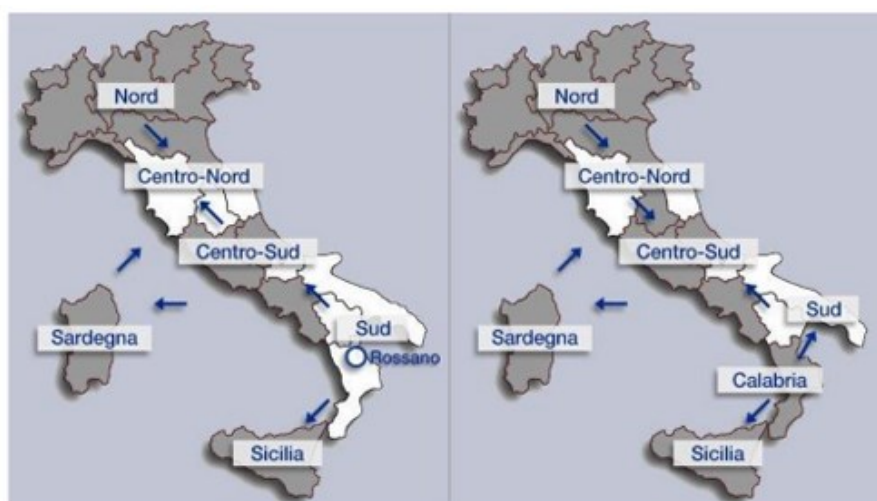 Nord
Centro-Nord
Centro-Sud
Sardegna
Sud
Rossano
Sicilia
Nord
Centro-Nord
Centro-Sud
Sud
Sardegna
Calabria
Sicilia